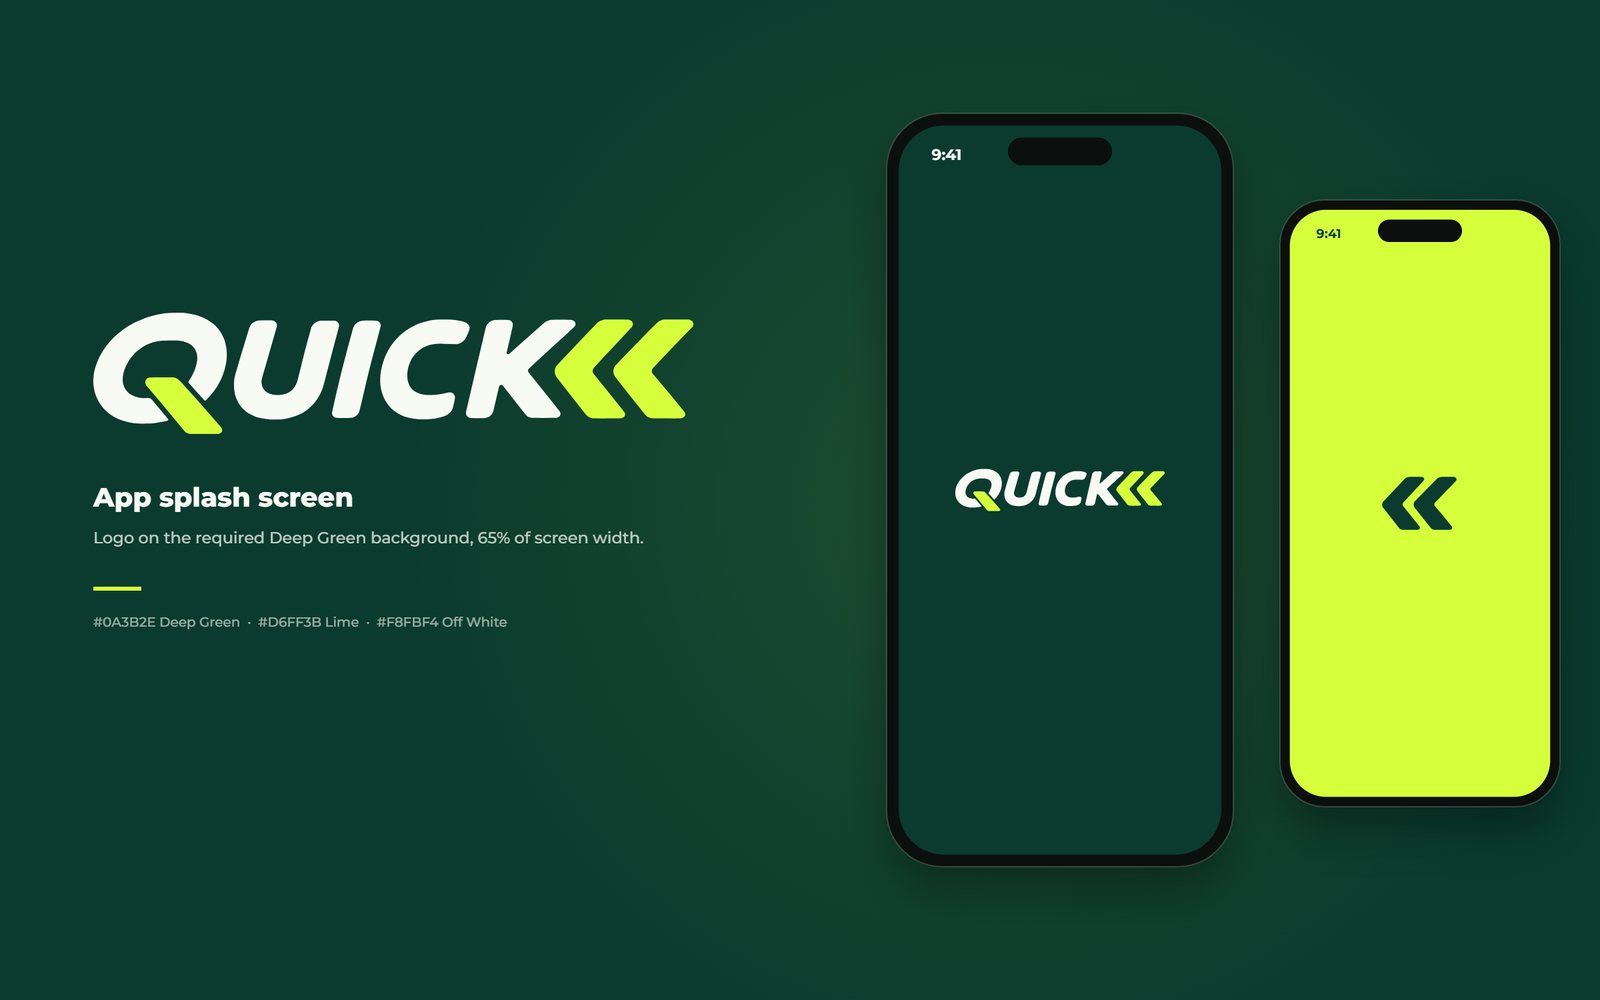 QUICK
App splash screen
Logo on the required Deep Green background, 65% of screen width.
#0A3B2E Deep Green · #D6FF3B Lime · #F8FBF4 Off White
9:41
QUICK
9:41